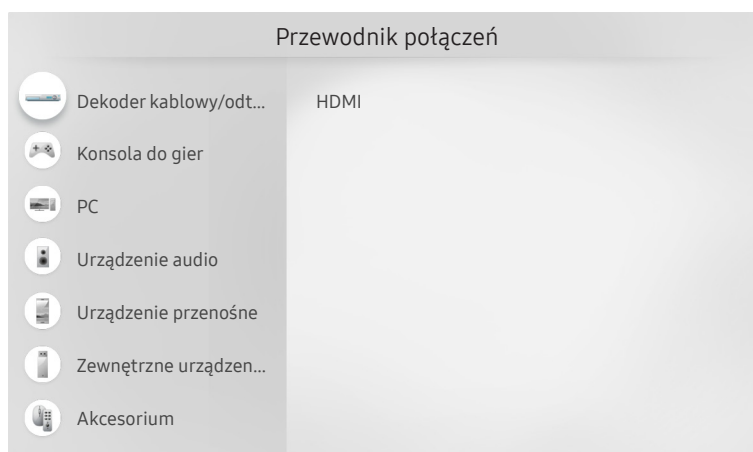 Przewodnik połączeń
Dekoder kablowy/odt...
HDMI
Konsola do gier
PC
Urządzenie audio
Urządzenie przenośne
Zewnętrzne urządzen...
Akcesorium